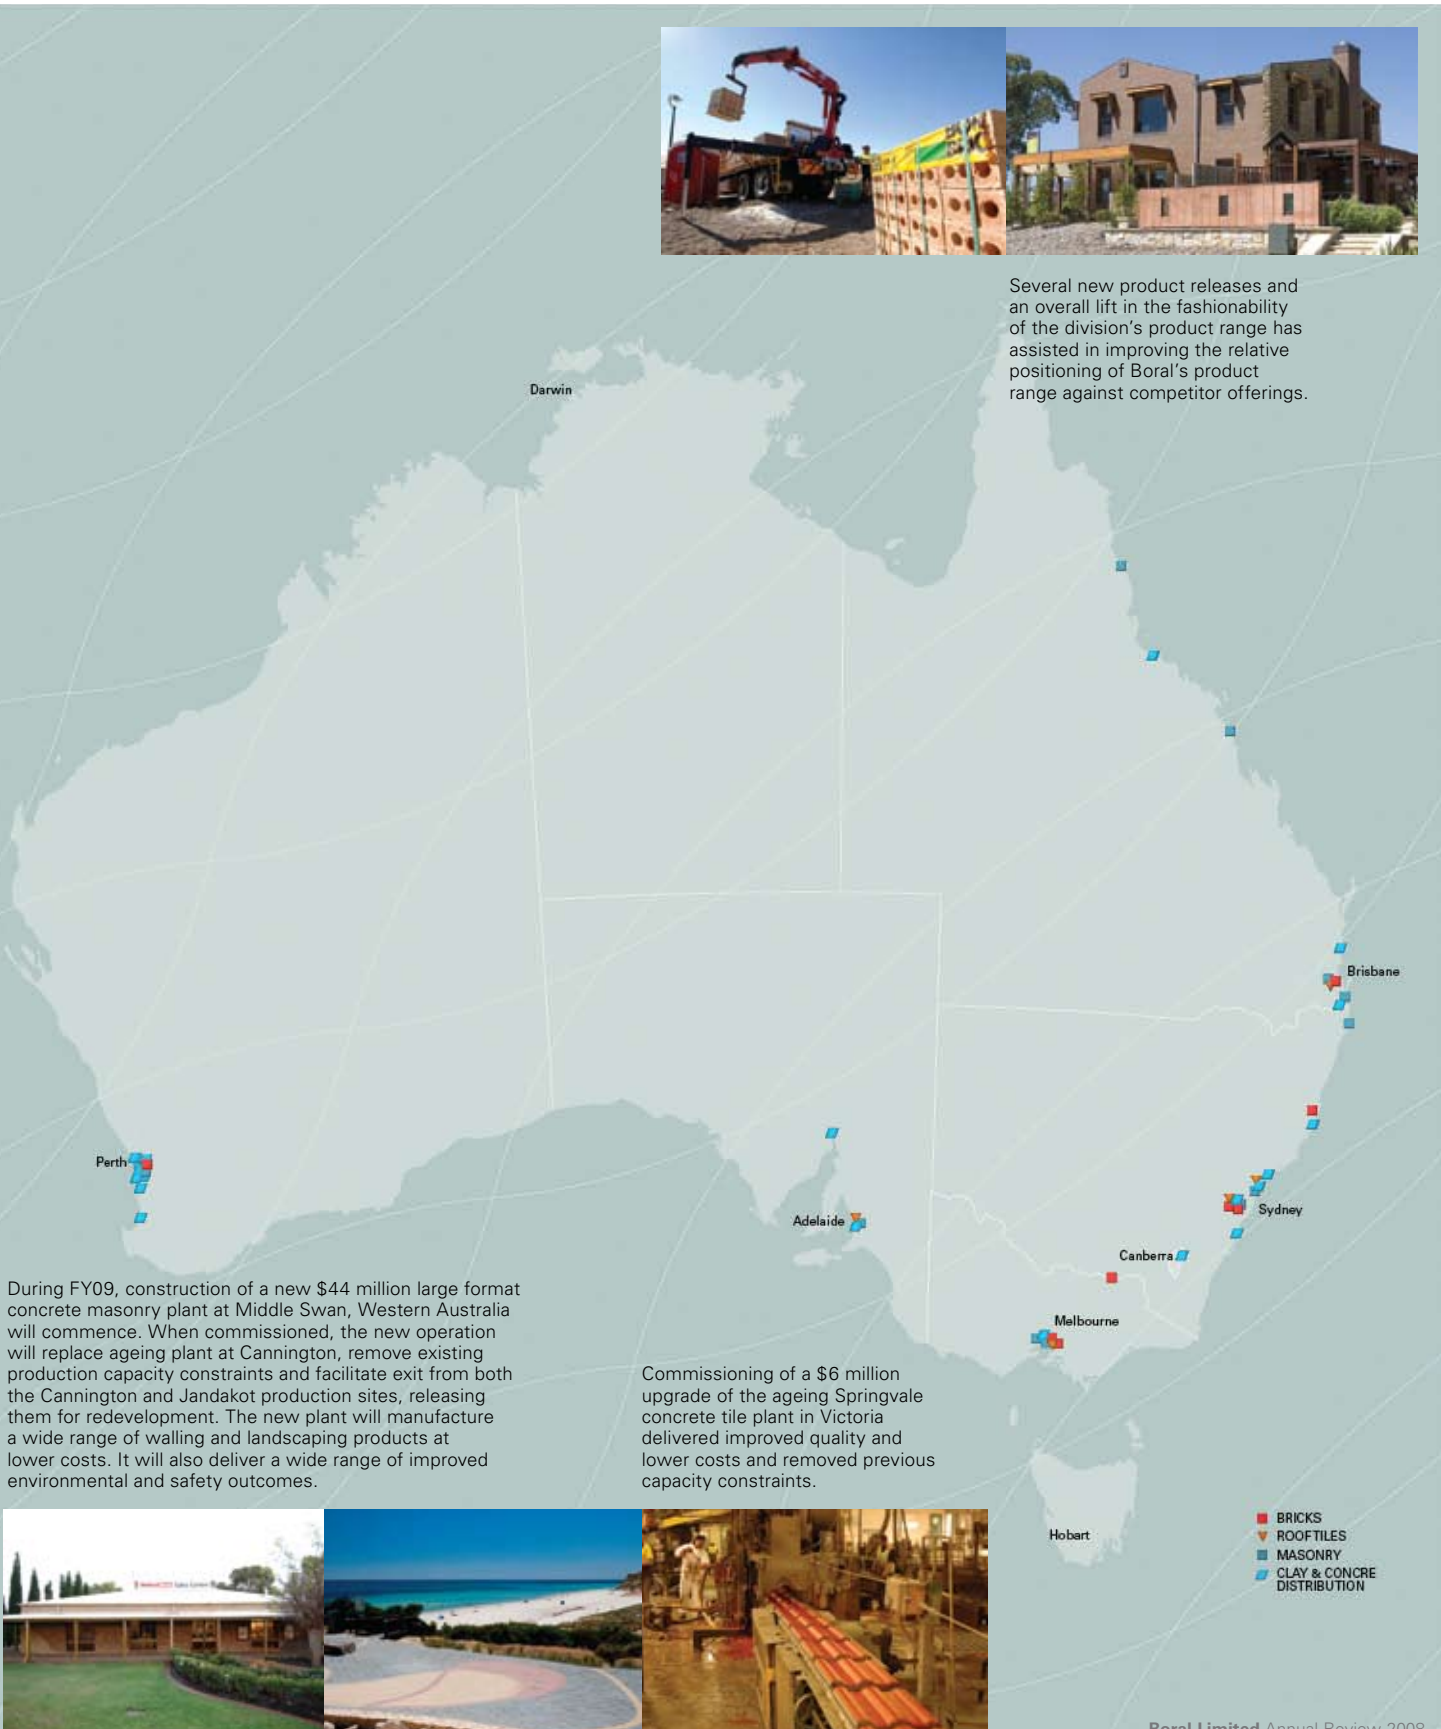 Several new product releases and
an overall lift in the fashionability
of the division's product range has
assisted in improving the relative
positioning of Boral's product
range against competitor offerings.
Darwin
Brisbane
Perth
Adelaide
Sydney
Canberra
Melbourne
During FY09, construction of a new $44 million large format
concrete masonry plant at Middle Swan, Western Australia
will commence. When commissioned, the new operation
will replace ageing plant at Cannington, remove existing
production capacity constraints and facilitate exit from both
the Cannington and Jandakot production sites, releasing
them for redevelopment. The new plant will manufacture
a wide range of walling and landscaping products at
lower costs. It will also deliver a wide range of improved
environmental and safety outcomes.
Commissioning of a $6 million
upgrade of the ageing Springvale
concrete tile plant in Victoria
delivered improved quality and
lower costs and removed previous
capacity constraints.
Hobart
BRICKS
ROOFTILES
MASONRY
CLAY & CONCRE
DISTRIBUTION
Boral Limited Annual Review 2008